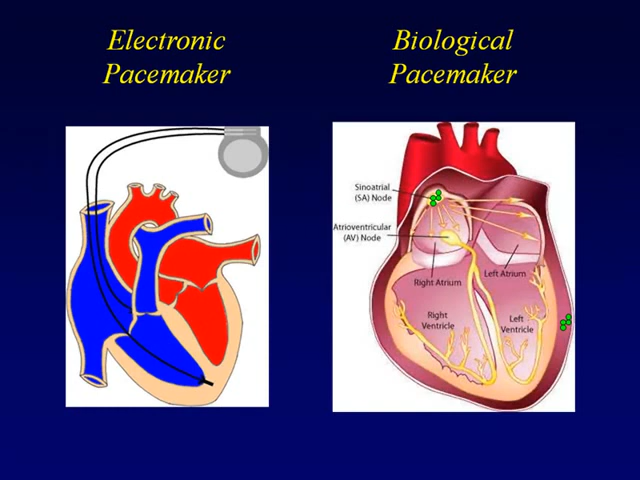 Electronic
Pacemaker
Biological
Pacemaker
Sinoatrial
(SA) Node
Atrioventricular
(AV) Node
Left Atrium
Right Atrium
Right
Ventricle
Left
Ventricle